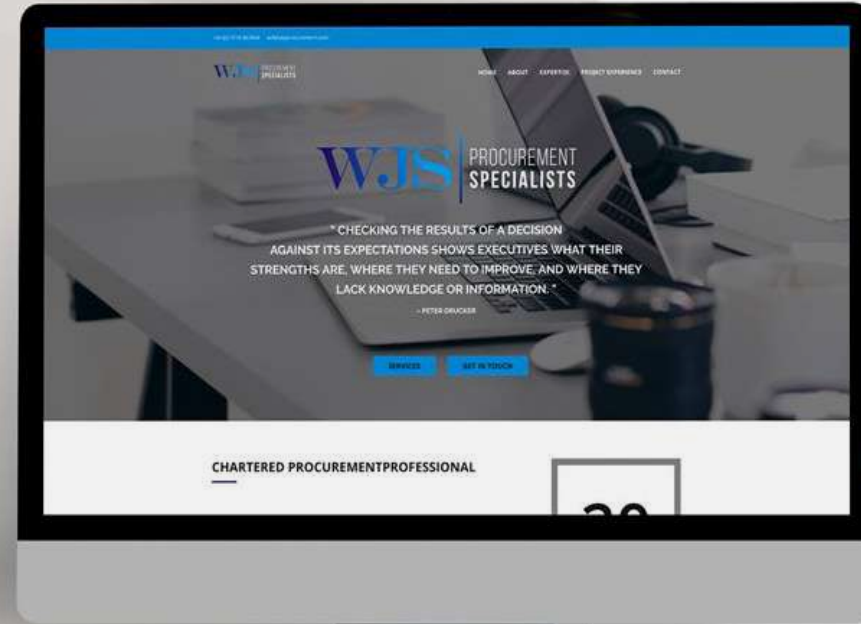 WJS PROCUREMENT
SPECIALISTS
HOME ABOUT EXPERTISE PROJECT EXPERIENCE CONTACT
WJS PROCUREMENT
SPECIALISTS
" CHECKING THE RESULTS OF A DECISION
AGAINST ITS EXPECTATIONS SHOWS EXECUTIVES WHAT THEIR
STRENGTHS ARE, WHERE THEY NEED TO IMPROVE, AND WHERE THEY
LACK KNOWLEDGE OR INFORMATION. "
– PETER DRUCKER
SERVICES GET IN TOUCH
CHARTERED PROCUREMENTPROFESSIONAL